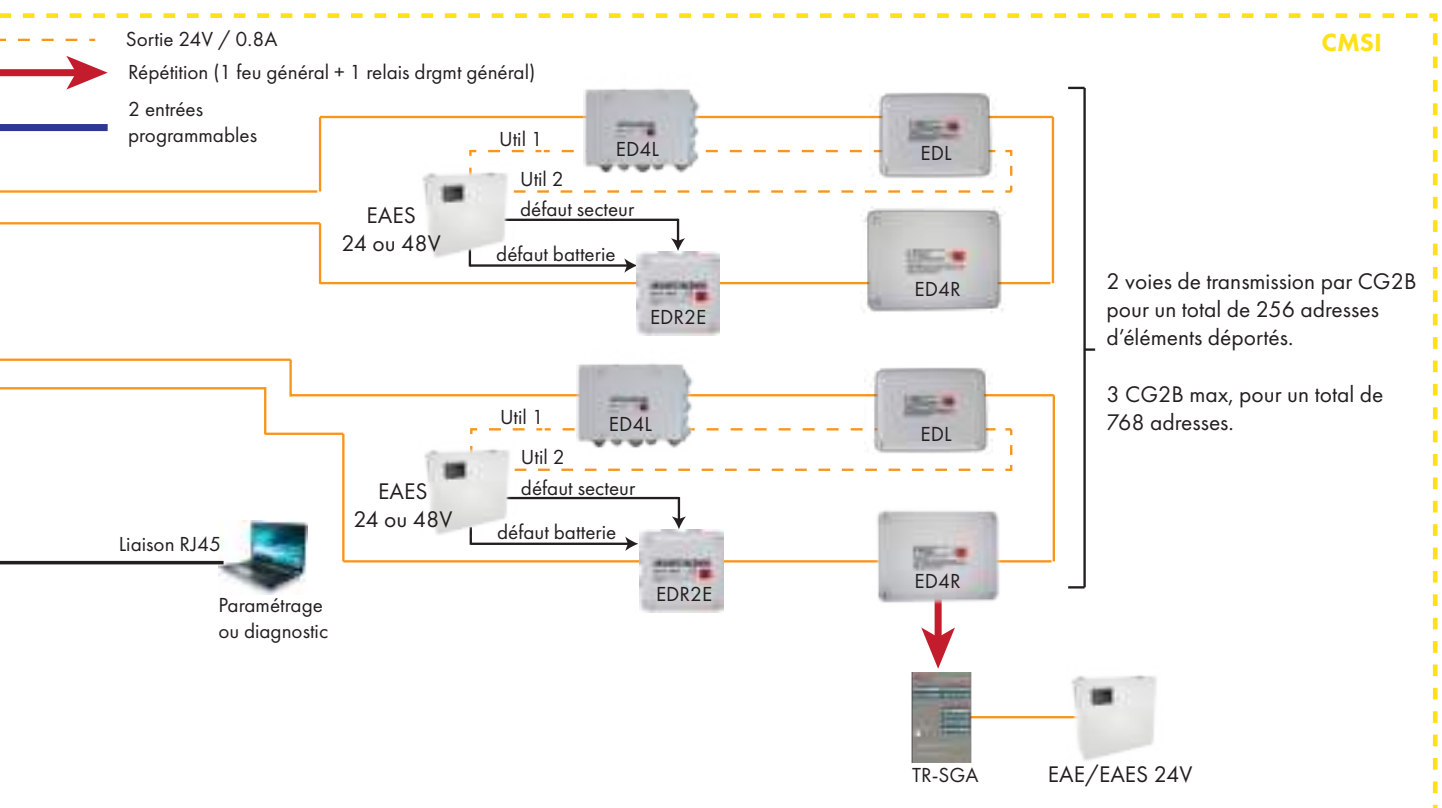 Sortie 24V / 0.8A
CMSI
Répétition (1 feu général + 1 relais drgmt général)
2 entrées
programmables
Util 1
ED4L
EDL
Util 2
EAES
24 ou 48V
défaut secteur
défaut batterie
EDR2E
ED4R
2 voies de transmission par CG2B
pour un total de 256 adresses
d'éléments déportés.
3 CG2B max, pour un total de
768 adresses.
Util 1
ED4L
EDL
Util 2
EAES
24 ou 48V
défaut secteur
défaut batterie
EDR2E
ED4R
Liaison RJ45
Paramétrage
ou diagnostic
TR-SGA
EAE/EAES 24V